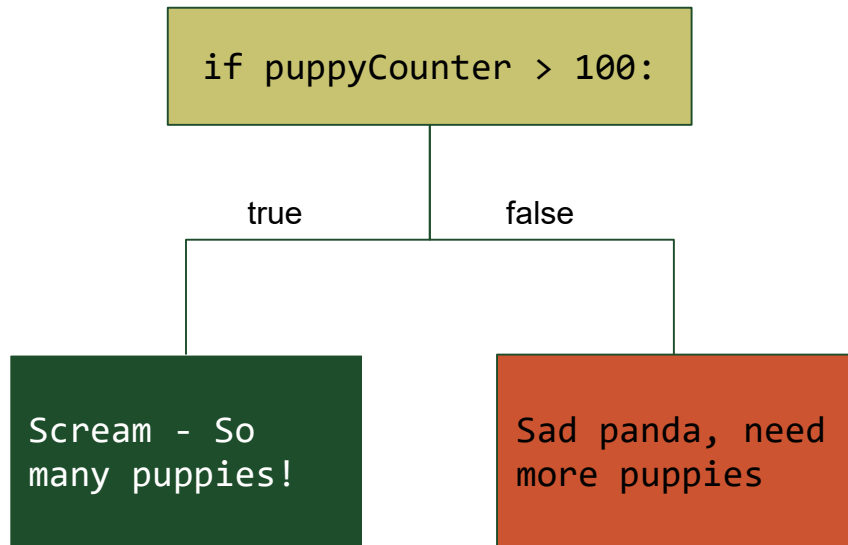 if puppyCounter > 100:
true
false
Scream - So
many puppies!
Sad panda, need
more puppies